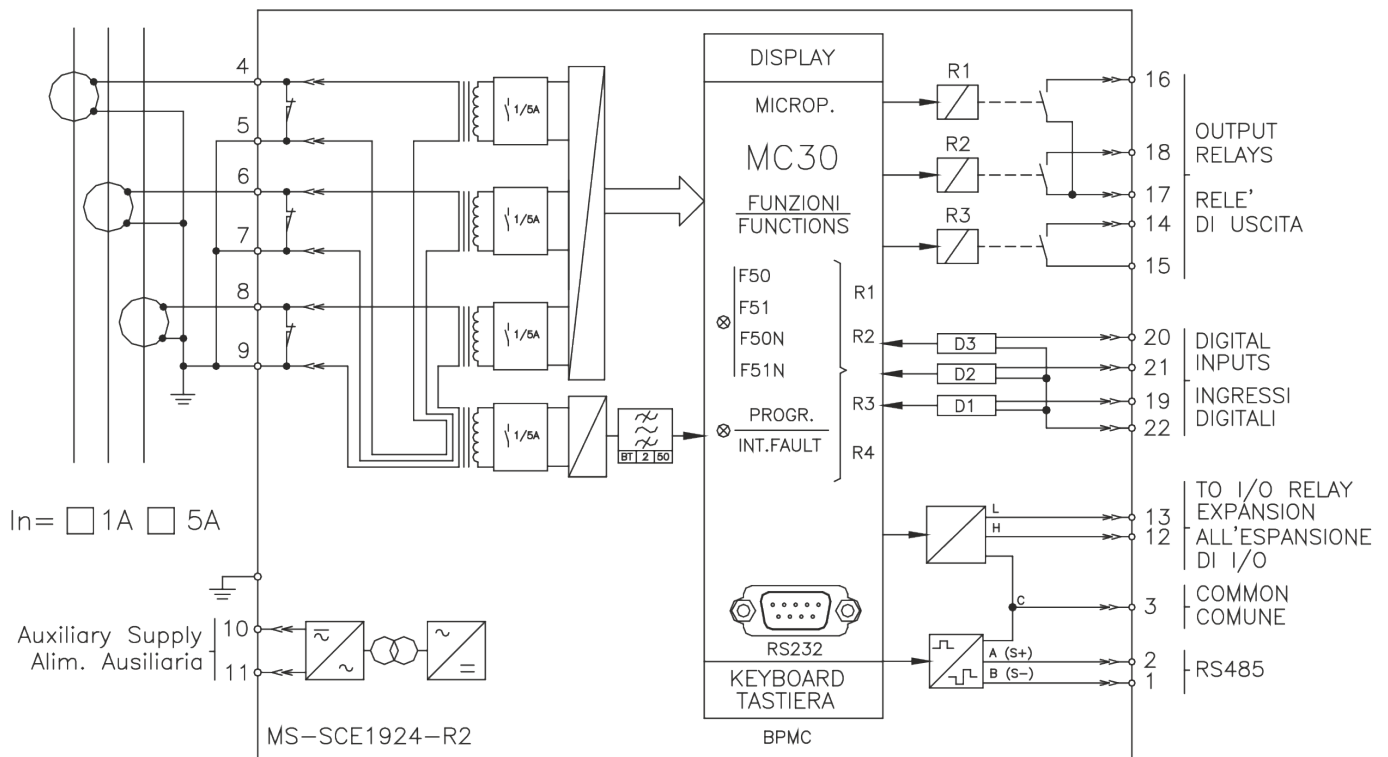 4
5
6
7
8
9
1/5A
1/5A
1/5A
1/5A
BT 2 50
In= 1A 5A
Auxiliary Supply
Alim. Ausiliaria
10
11
MS-SCE1924-R2
DISPLAY
MICROP.
MC30
FUNZIONI
FUNCTIONS
F50
F51
F50N
F51N
PROGR.
INT.FAULT
R1
R2
R3
R4
RS232
KEYBOARD
TASTIERA
BPMC
R1
R2
R3
16
18
17
14
15
OUTPUT
RELAYS
RELE'
DI USCITA
D3
D2
D1
20
21
19
22
DIGITAL
INPUTS
INGRESSI
DIGITALI
L
H
13
12
TO I/O RELAY
EXPANSION
ALL'ESPANSIONE
DI I/O
C
3
COMMON
COMUNE
A (S+)
B (S-)
2
1
RS485